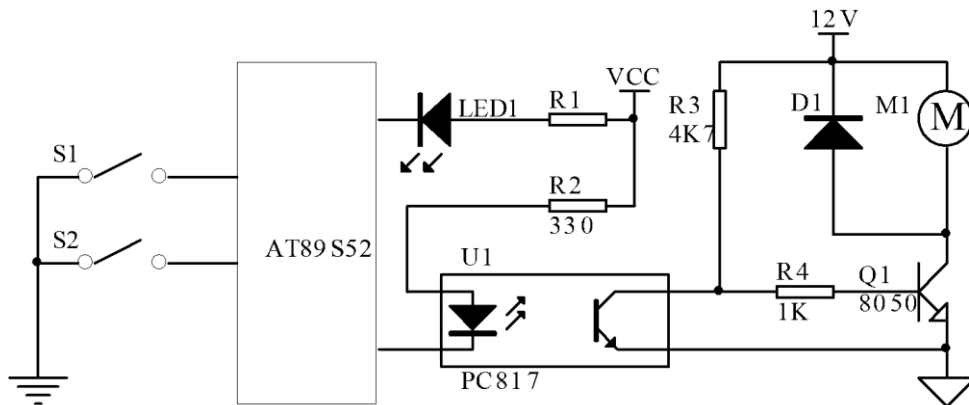 12V
VCC
LED1
R1
R3
4K7
D1
M1
M
S1
R2
330
S2
AT89S52
U1
R4
1K
Q1
8050
PC817